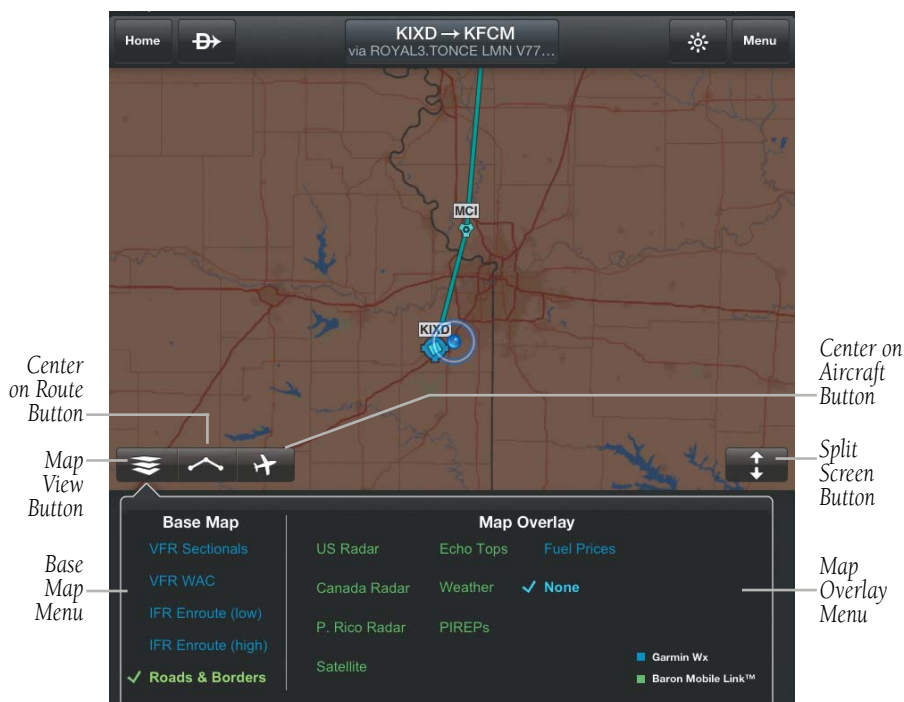 Home
KIXD → KFCM
via ROYAL3.TONCE LMN V77...
Menu
MCI
KIXD
Center
on Route
Button
Map
View
Button
Base
Map
Menu
Center on
Aircraft
Button
Split
Screen
Button
Map
Overlay
Menu
Base Map
VFR Sectionals
VFR WAC
IFR Enroute (low)
IFR Enroute (high)
✓ Roads & Borders
Map Overlay
US Radar
Canada Radar
P. Rico Radar
Satellite
Echo Tops
Weather
PIREPs
Fuel Prices
✓ None
Garmin Wx
Baron Mobile Link™